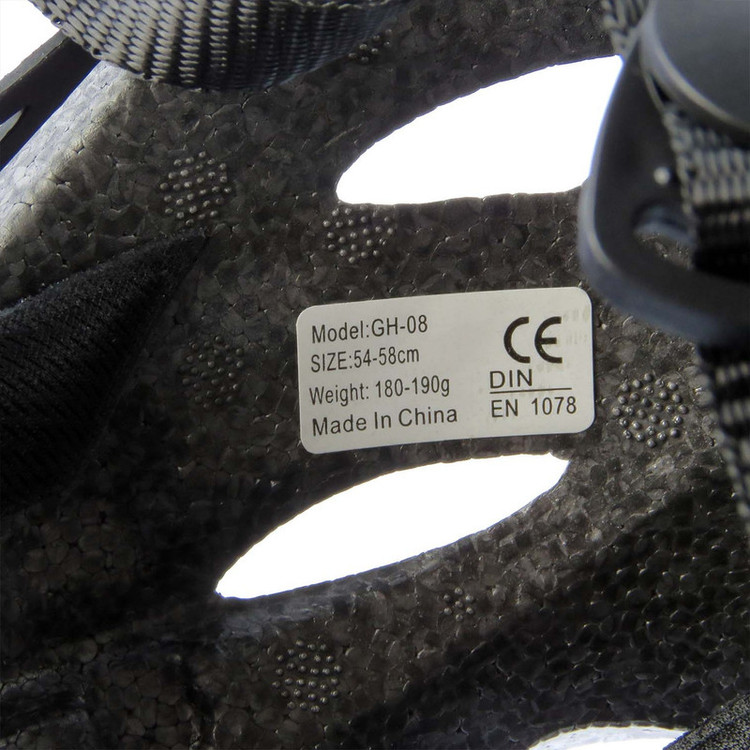 Model:GH-08
SIZE:54-58cm
Weight: 180-190g
Made In China
CE
DIN
EN 1078